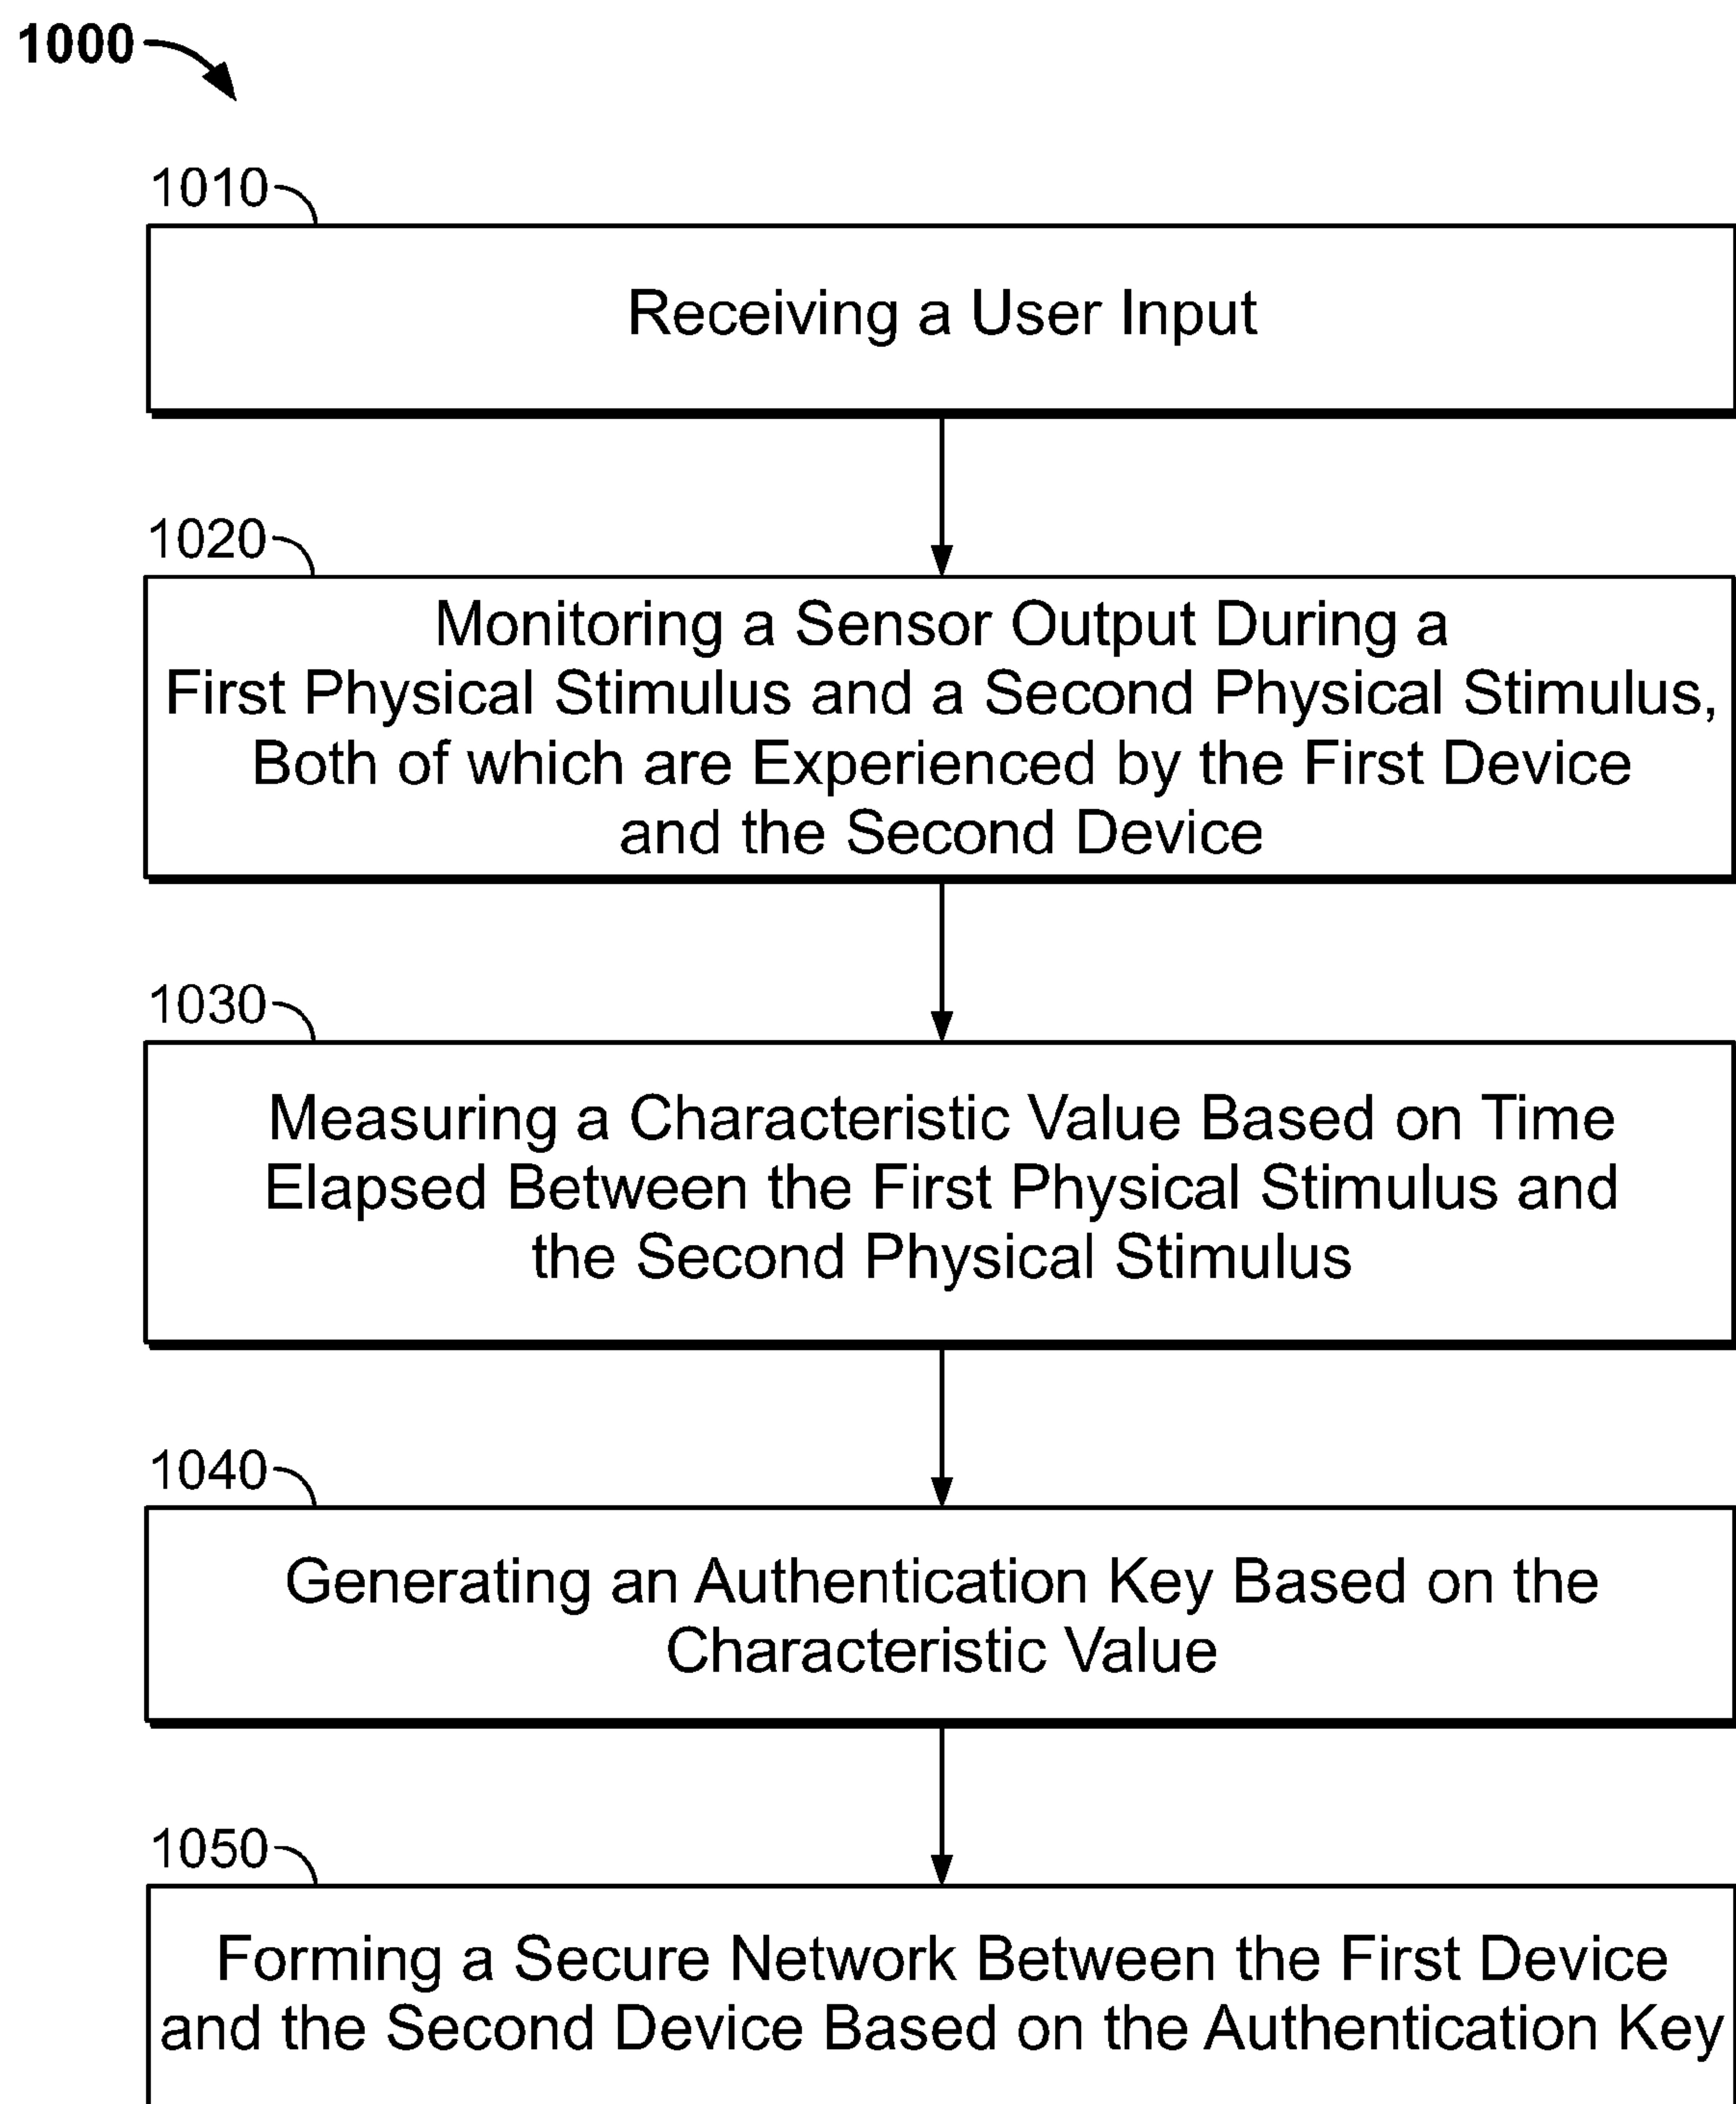 1000
1010
Receiving a User Input
1020
Monitoring a Sensor Output During a
First Physical Stimulus and a Second Physical Stimulus,
Both of which are Experienced by the First Device
and the Second Device
1030
Measuring a Characteristic Value Based on Time
Elapsed Between the First Physical Stimulus and
the Second Physical Stimulus
1040
Generating an Authentication Key Based on the
Characteristic Value
1050
Forming a Secure Network Between the First Device
and the Second Device Based on the Authentication Key